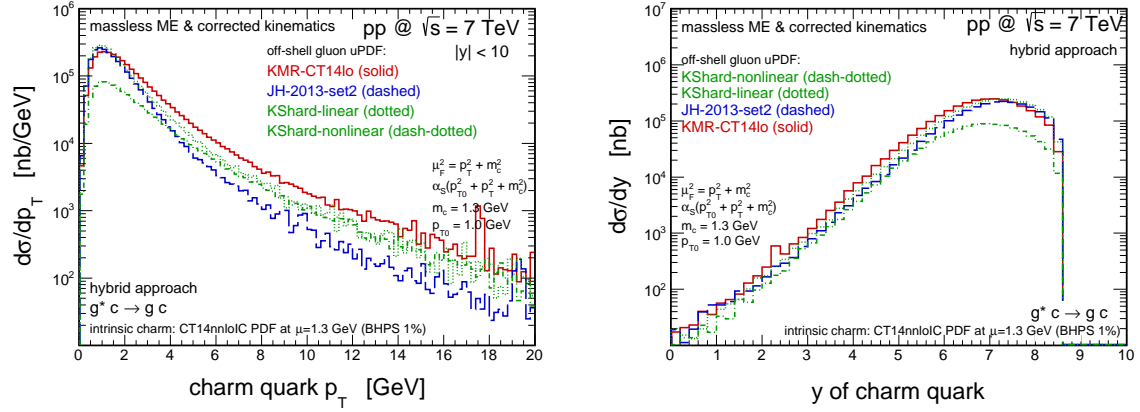 massless ME & corrected kinematics
pp @ √s = 7 TeV
off-shell gluon uPDF:
|y| < 10
KMR-CT14lo (solid)
JH-2013-set2 (dashed)
KShard-linear (dotted)
KShard-nonlinear (dash-dotted)
μ_F^2 = p_T^2 + m_c^2
α_S(p_T0^2 + p_T^2 + m_c^2)
m_c = 1.3 GeV
p_T0 = 1.0 GeV
hybrid approach
g* c → g c
intrinsic charm: CT14nnloIC PDF at μ=1.3 GeV (BHPS 1%)
dσ/dp_T [nb/GeV]
10^7
10^6
10^5
10^4
10^3
10^2
0 2 4 6 8 10 12 14 16 18 20
charm quark p_T [GeV]
massless ME & corrected kinematics
pp @ √s = 7 TeV
hybrid approach
off-shell gluon uPDF:
KShard-nonlinear (dash-dotted)
KShard-linear (dotted)
JH-2013-set2 (dashed)
KMR-CT14lo (solid)
μ_F^2 = p_T^2 + m_c^2
α_S(p_T0^2 + p_T^2 + m_c^2)
m_c = 1.3 GeV
p_T0 = 1.0 GeV
g* c → g c
intrinsic charm: CT14nnloIC PDF at μ=1.3 GeV (BHPS 1%)
dσ/dy [nb]
10^7
10^6
10^5
10^4
10^3
10^2
0 1 2 3 4 5 6 7 8 9 10
y of charm quark